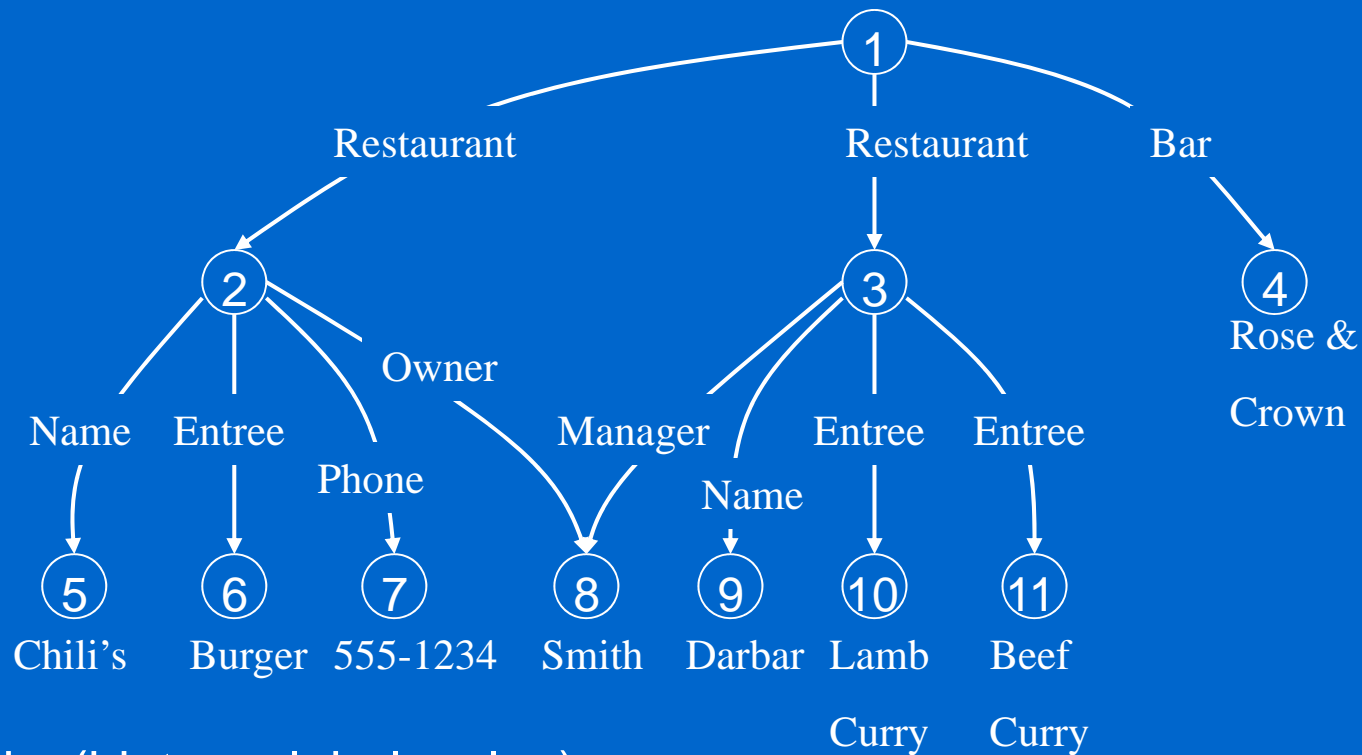 1
Restaurant Restaurant Bar
2 3 4
Rose &
Owner
Crown
Name Entree Manager Entree Entree
Phone
Name
5 6 7 8 9 10 11
Chili's Burger 555-1234 Smith Darbar Lamb Beef
Curry Curry